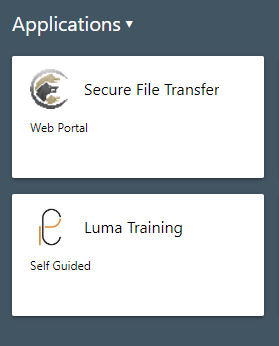 Applications
Secure File Transfer
Web Portal
Luma Training
Self Guided